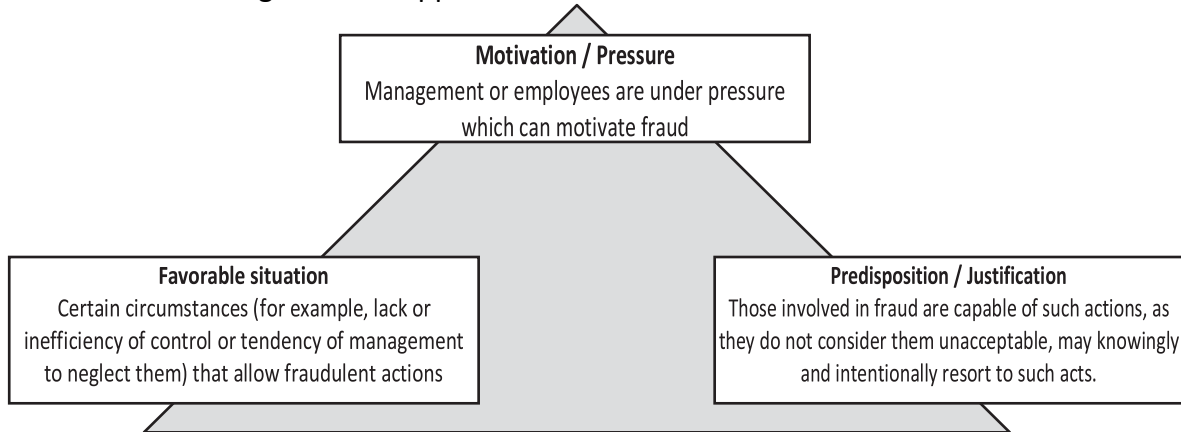 Motivation / Pressure
Management or employees are under pressure
which can motivate fraud
Favorable situation
Certain circumstances (for example, lack or
inefficiency of control or tendency of management
to neglect them) that allow fraudulent actions
Predisposition / Justification
Those involved in fraud are capable of such actions, as
they do not consider them unacceptable, may knowingly
and intentionally resort to such acts.